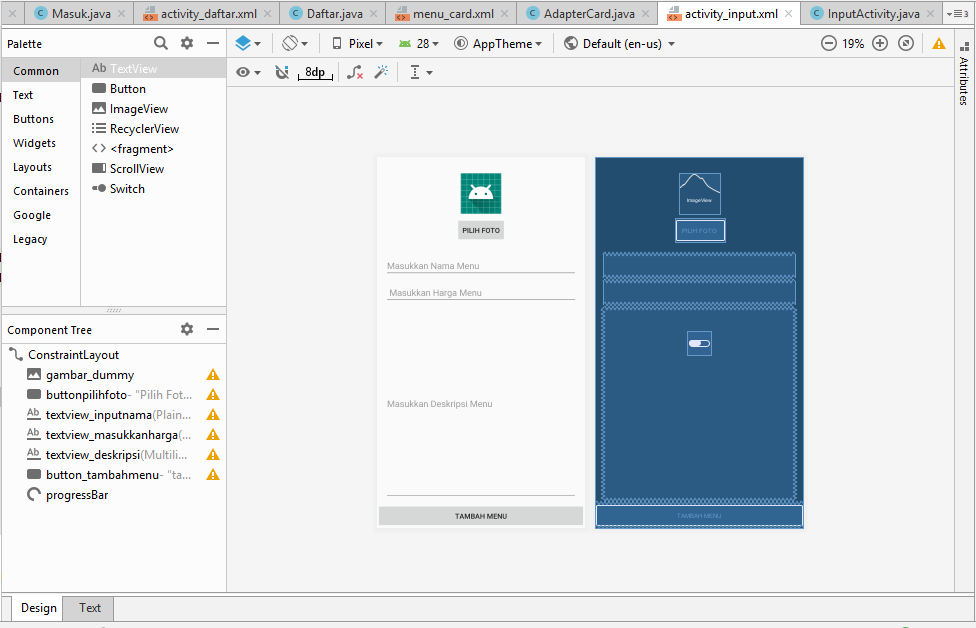 Masuk.java
activity_daftar.xml
Daftar.java
menu_card.xml
AdapterCard.java
activity_input.xml
InputActivity.java
3
Palette
Pixel
28
AppTheme
Default (en-us)
19%
8dp
Attributes
Common
Text
Buttons
Widgets
Layouts
Containers
Google
Legacy
Ab TextView
Button
ImageView
RecyclerView
<fragment>
ScrollView
Switch
PILIH FOTO
Masukkan Nama Menu
Masukkan Harga Menu
Masukkan Deskripsi Menu
TAMBAH MENU
ImageView
PILIH FOTO
TAMBAH MENU
Component Tree
ConstraintLayout
gambar_dummy
buttonpilihfoto- "Pilih Fot...
Ab textview_inputnama(Plain...
Ab textview_masukkanharga(...
Ab textview_deskripsi(Multili...
button_tambahmenu- "ta...
progressBar
Design
Text